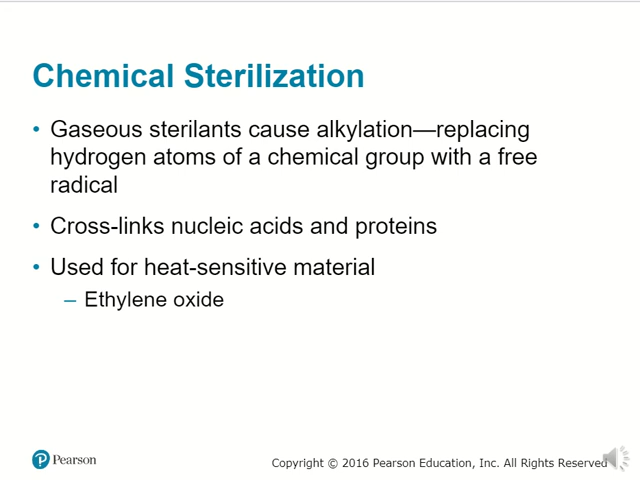 Chemical Sterilization
• Gaseous sterilants cause alkylation—replacing
hydrogen atoms of a chemical group with a free
radical
• Cross-links nucleic acids and proteins
• Used for heat-sensitive material
– Ethylene oxide
Pearson
Copyright © 2016 Pearson Education, Inc. All Rights Reserved